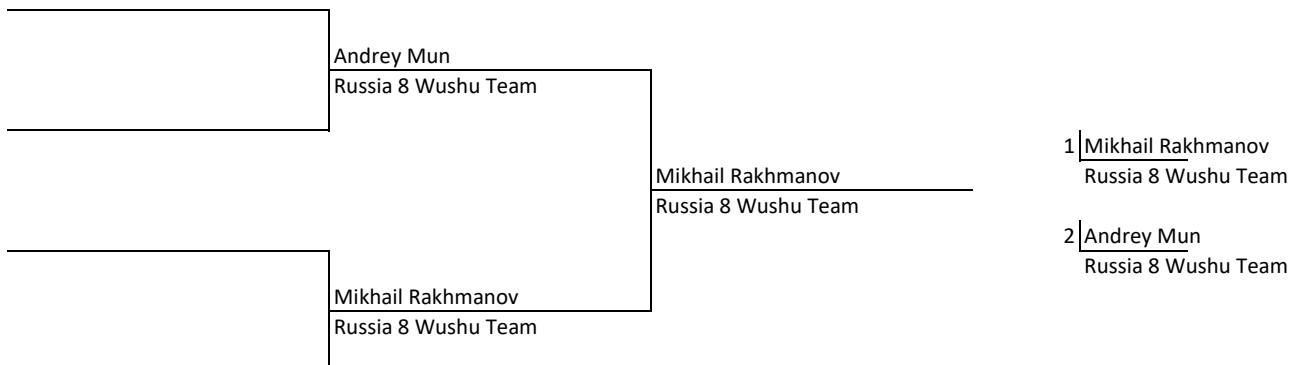 Andrey Mun
Russia 8 Wushu Team
1 Mikhail Rakhmanov
Mikhail Rakhmanov
Russia 8 Wushu Team
Russia 8 Wushu Team
2 Andrey Mun
Russia 8 Wushu Team
Mikhail Rakhmanov
Russia 8 Wushu Team